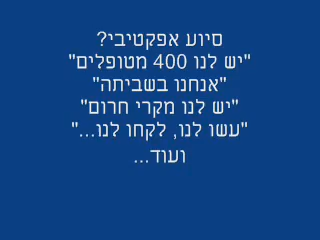 סיוע אפקטיבי?
"יש לנו 400 מטופלים"
"אנחנו בשביתה"
"יש לנו מקרי חרום"
"עשו לנו, לקחו לנו..."
ועוד...